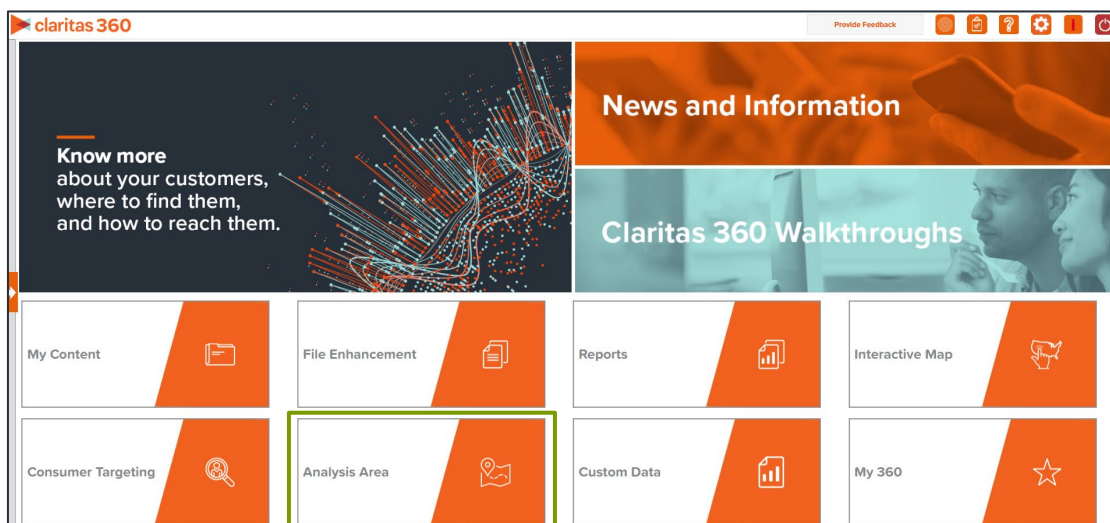 claritas 360
Provide Feedback
Know more
about your customers,
where to find them,
and how to reach them.
News and Information
Claritas 360 Walkthroughs
My Content
File Enhancement
Reports
Interactive Map
Consumer Targeting
Analysis Area
Custom Data
My 360